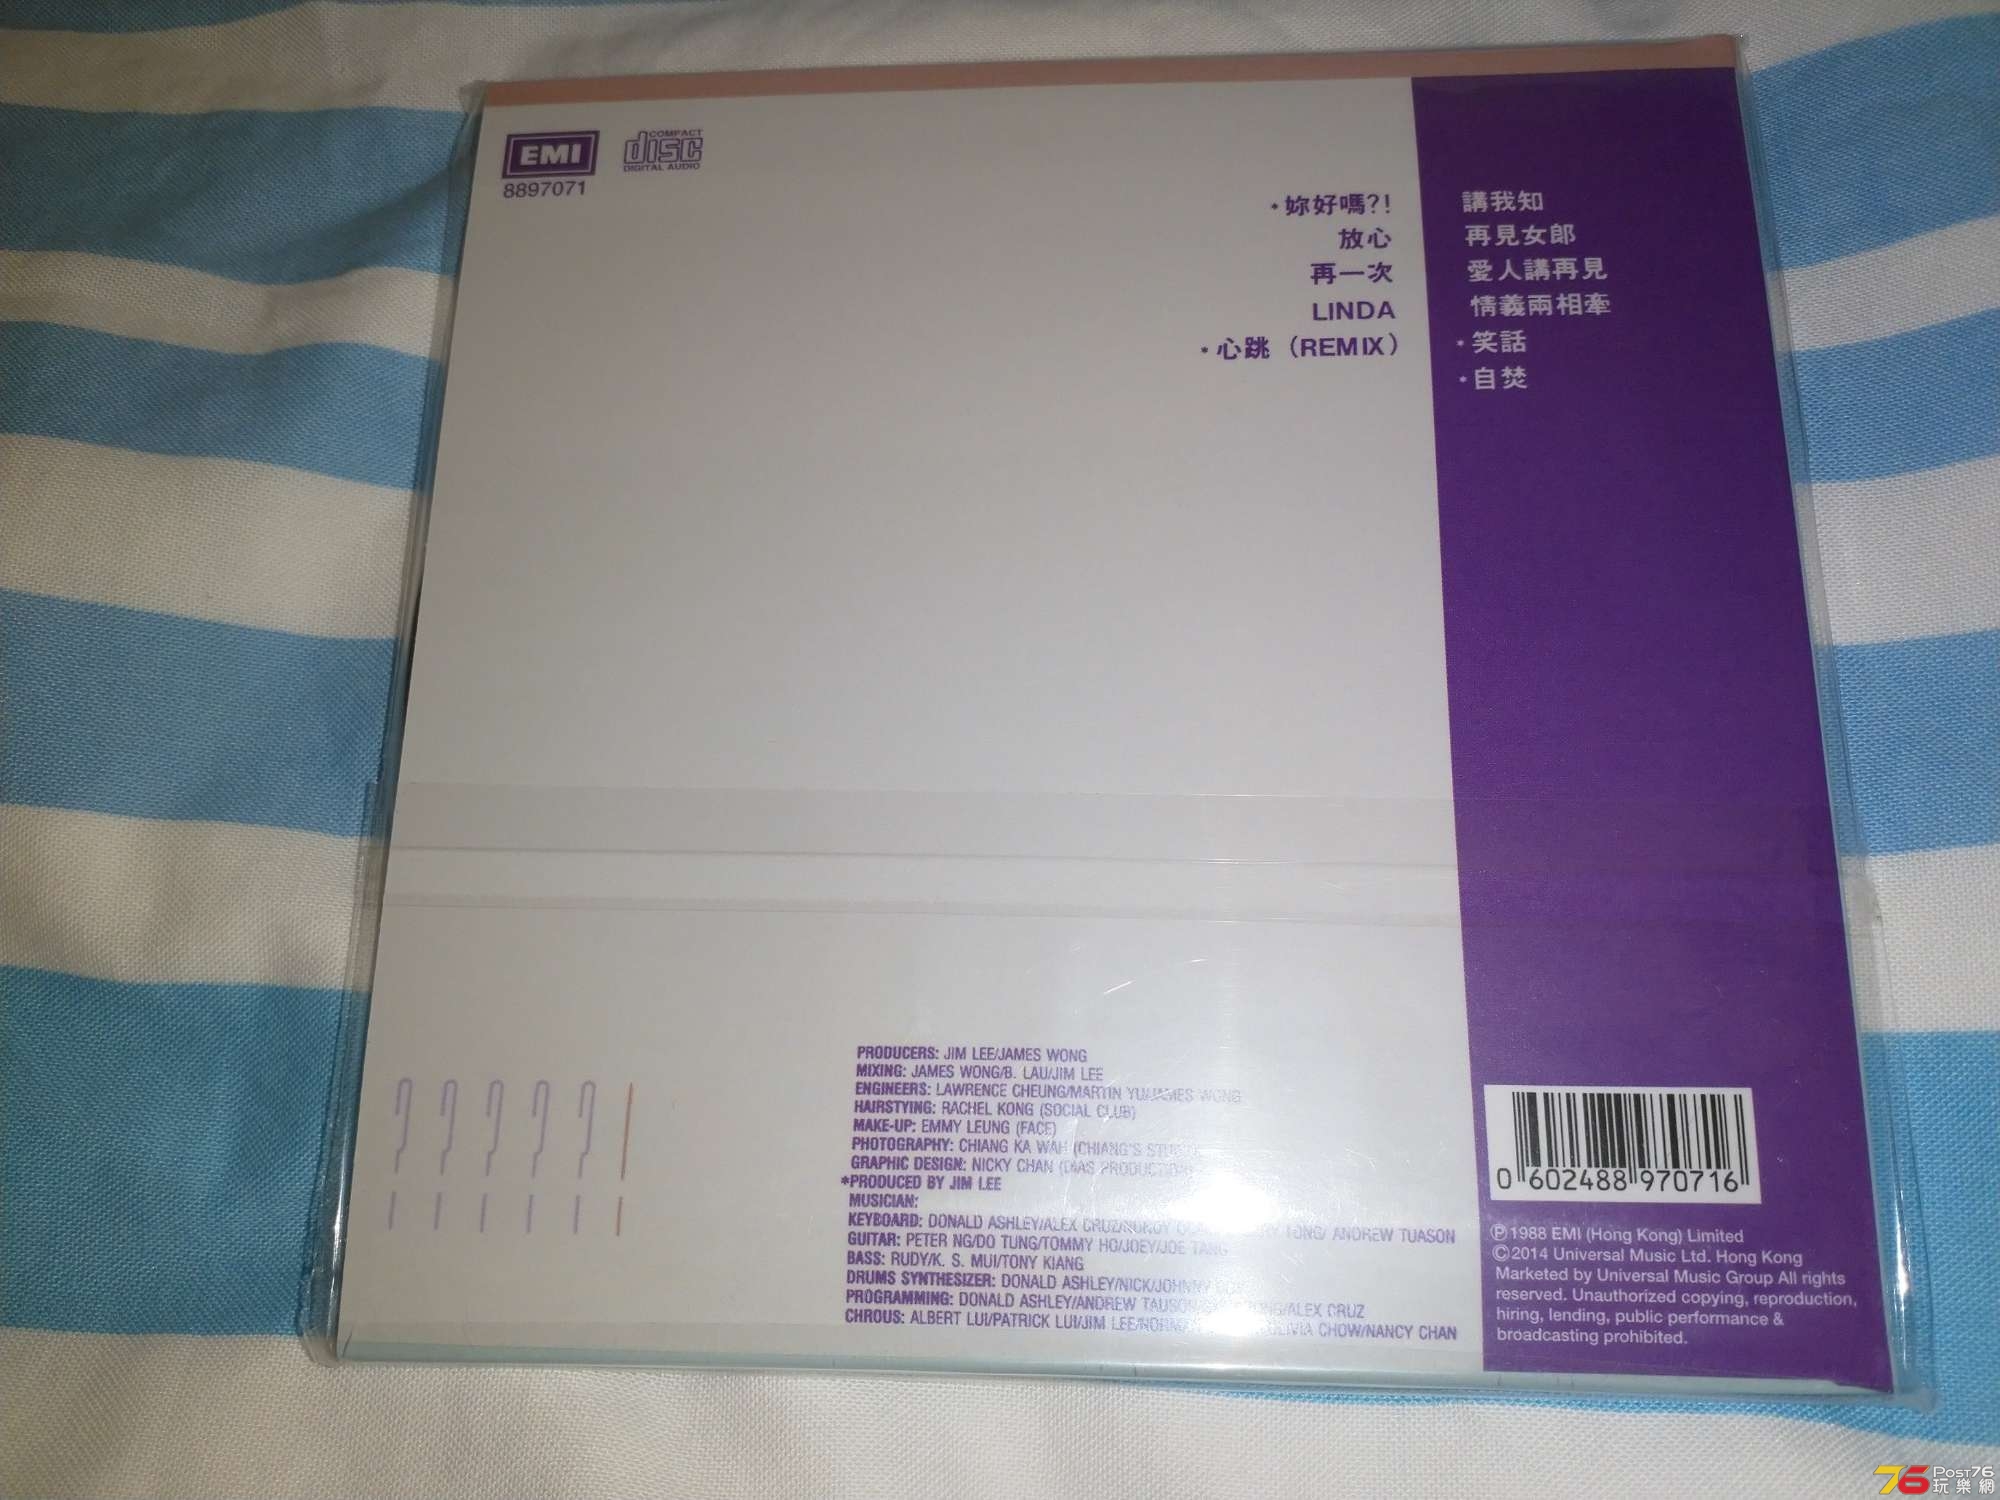 EMI
COMPACT
disc
DIGITAL AUDIO
8897071
*妳好嗎?!
放心
再一次
LINDA
*心跳（REMIX）
講我知
再見女郎
愛人講再見
情義兩相牽
*笑話
*自焚
PRODUCERS: JIM LEE/JAMES WONG
MIXING: JAMES WONG/B. LAU/JIM LEE
ENGINEERS: LAWRENCE CHEUNG/MARTIN YU/JAMES WONG
HAIRSTYING: RACHEL KONG (SOCIAL CLUB)
MAKE-UP: EMMY LEUNG (FACE)
PHOTOGRAPHY: CHIANG KA WAH (CHIANG'S
GRAPHIC DESIGN: NICKY CHAN (DIAS PRODUCTION)
*PRODUCED BY JIM LEE
MUSICIAN:
KEYBOARD: DONALD ASHLEY/ALEX CRUZ/ TONG/ ANDREW TUASON
GUITAR: PETER NG/DO TUNG/TOMMY HO/JOEY/JOE TANG
BASS: RUDY/K. S. MUI/TONY KIANG
DRUMS SYNTHESIZER: DONALD ASHLEY/NICK/JOHNNY
PROGRAMMING: DONALD ASHLEY/ANDREW /ALEX CRUZ
CHROUS: ALBERT LUI/PATRICK LUI/JIM LEE/ CHOW/NANCY CHAN
0 602488 970716
Ⓟ1988 EMI (Hong Kong) Limited
©2014 Universal Music Ltd. Hong Kong
Marketed by Universal Music Group All rights
reserved. Unauthorized copying, reproduction,
hiring, lending, public performance &
broadcasting prohibited.
76 POST76
玩樂網